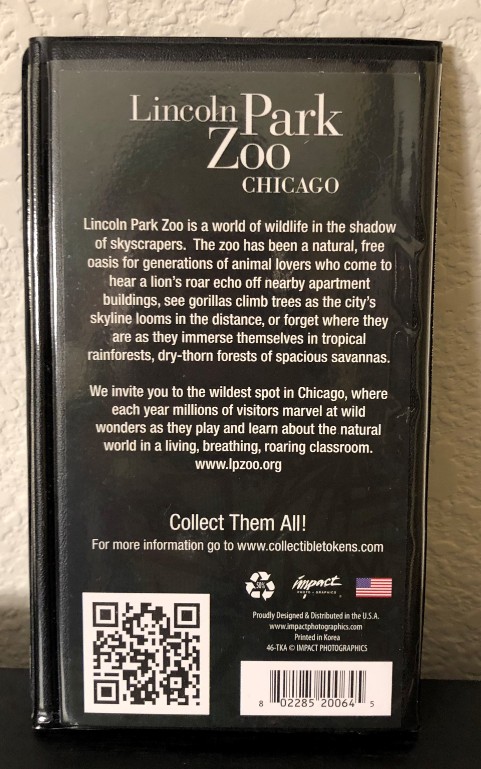 Lincoln Park
Zoo
CHICAGO
Lincoln Park Zoo is a world of wildlife in the shadow
of skyscrapers. The zoo has been a natural, free
oasis for generations of animal lovers who come to
hear a lion's roar echo off nearby apartment
buildings, see gorillas climb trees as the city's
skyline looms in the distance, or forget where they
are as they immerse themselves in tropical
rainforests, dry-thorn forests of spacious savannas.
We invite you to the wildest spot in Chicago, where
each year millions of visitors marvel at wild
wonders as they play and learn about the natural
world in a living, breathing, roaring classroom.
www.lpzoo.org
Collect Them All!
For more information go to www.collectibletokens.com
50%
impact
PHOTO • GRAPHICS
Proudly Designed & Distributed in the U.S.A.
www.impactphotographics.com
Printed in Korea
46-TKA © IMPACT PHOTOGRAPHICS
8 02285 20064 5